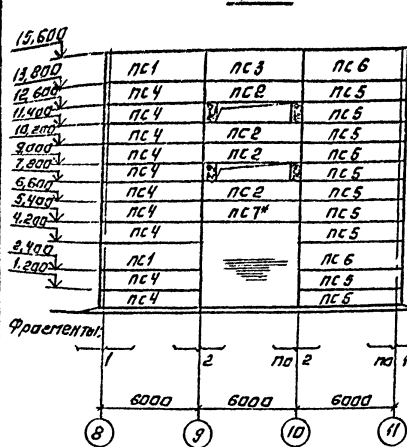 15,600
13,800 пс1 пс3 пс6
12,600 пс4 пс2 пс5
11,400 пс4 пс5
10,200 пс4 пс2 пс5
9,000 пс4 пс2 пс6
7,800 пс4 пс5
6,600 пс4 пс2 пс5
5,400 пс4 пс7* пс5
4,200 пс4 пс5
2,400 пс1 пс6
1,200 пс4 пс5
пс4 пс5
Фрагменты:
1 2 по 2 по 1
6000 6000 6000
8 9 10 11